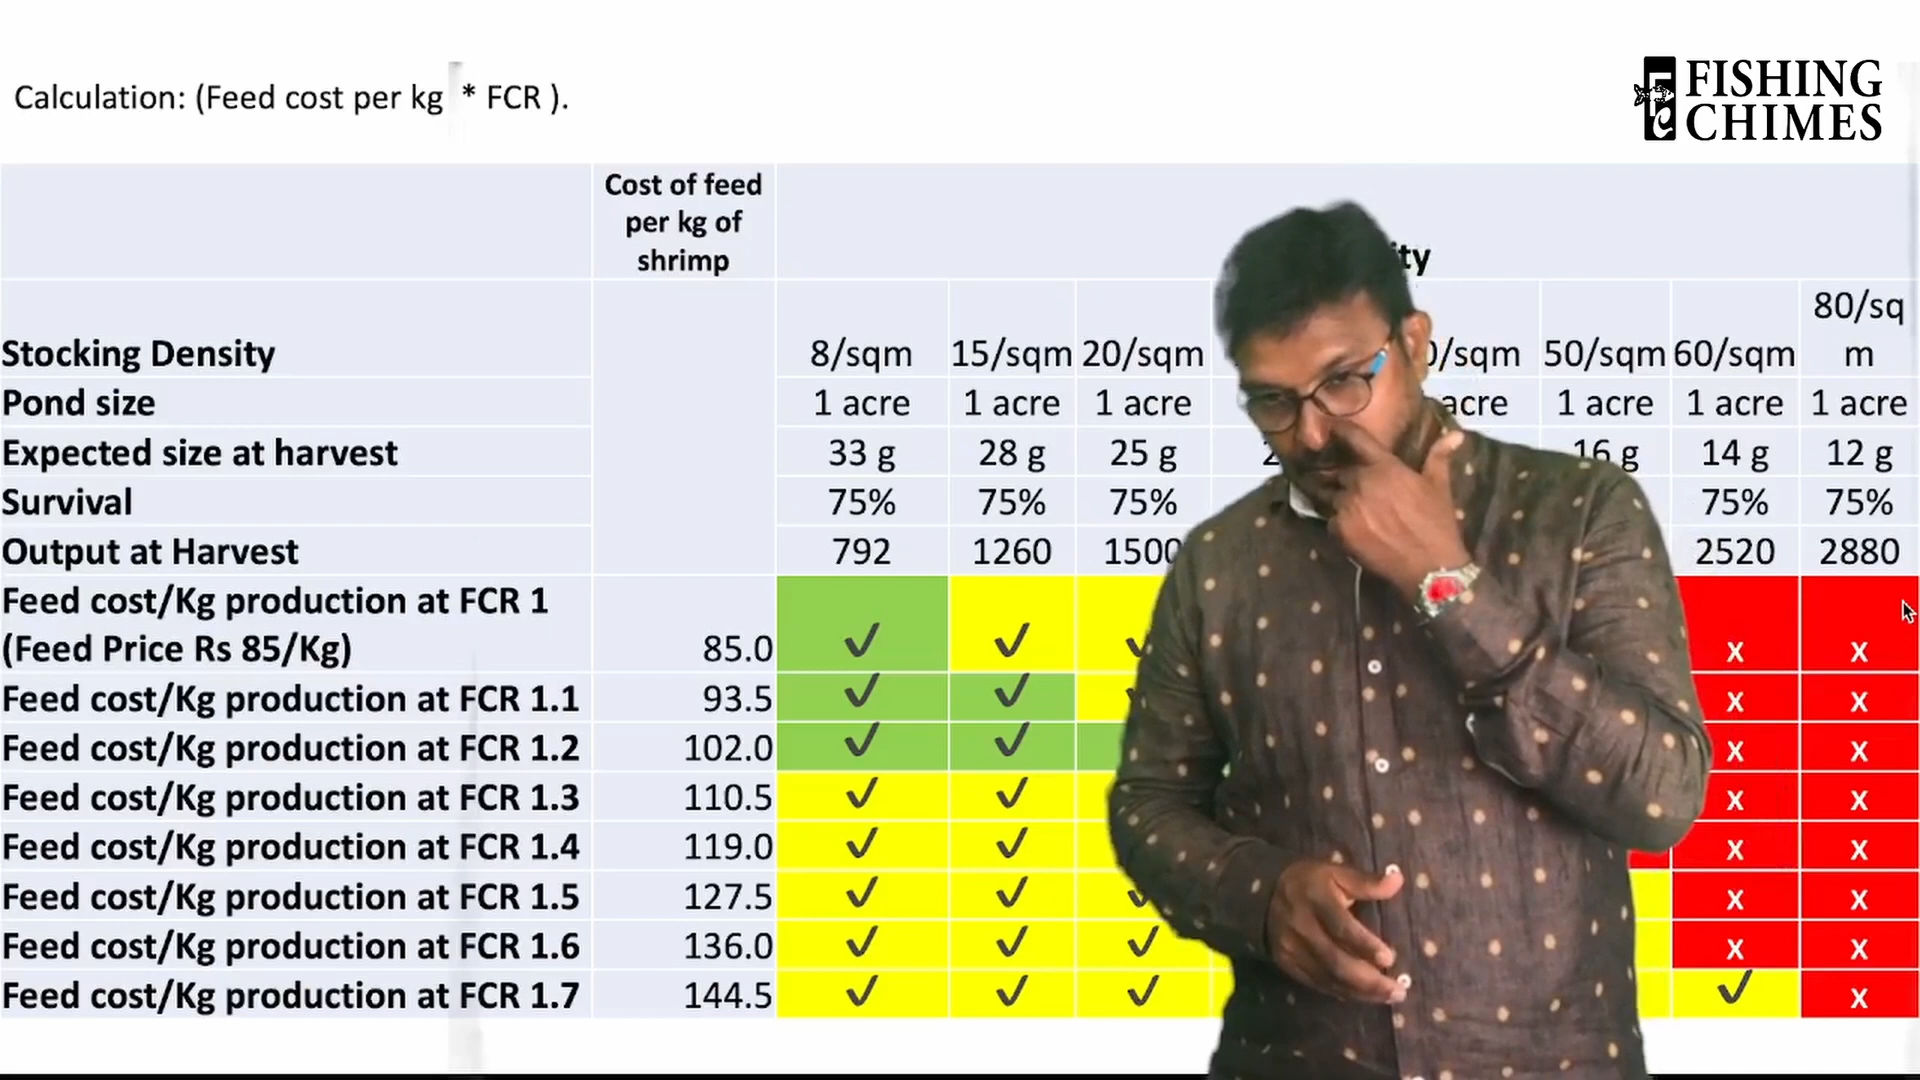 FISHING
CHIMES
Calculation: (Feed cost per kg * FCR ).
Cost of feed
per kg of
shrimp
80/sq
Stocking Density 8/sqm 15/sqm 20/sqm 50/sqm 60/sqm m
Pond size 1 acre 1 acre 1 acre acre 1 acre 1 acre 1 acre
Expected size at harvest 33 g 28 g 25 g 16 g 14 g 12 g
Survival 75% 75% 75% 75% 75%
Output at Harvest 792 1260 1500 2520 2880
Feed cost/Kg production at FCR 1
(Feed Price Rs 85/Kg) 85.0 ✓ ✓ ✓ x x
Feed cost/Kg production at FCR 1.1 93.5 ✓ ✓ x x
Feed cost/Kg production at FCR 1.2 102.0 ✓ ✓ x x
Feed cost/Kg production at FCR 1.3 110.5 ✓ ✓ x x
Feed cost/Kg production at FCR 1.4 119.0 ✓ ✓ x x
Feed cost/Kg production at FCR 1.5 127.5 ✓ ✓ ✓ x x
Feed cost/Kg production at FCR 1.6 136.0 ✓ ✓ ✓ x x
Feed cost/Kg production at FCR 1.7 144.5 ✓ ✓ ✓ ✓ x